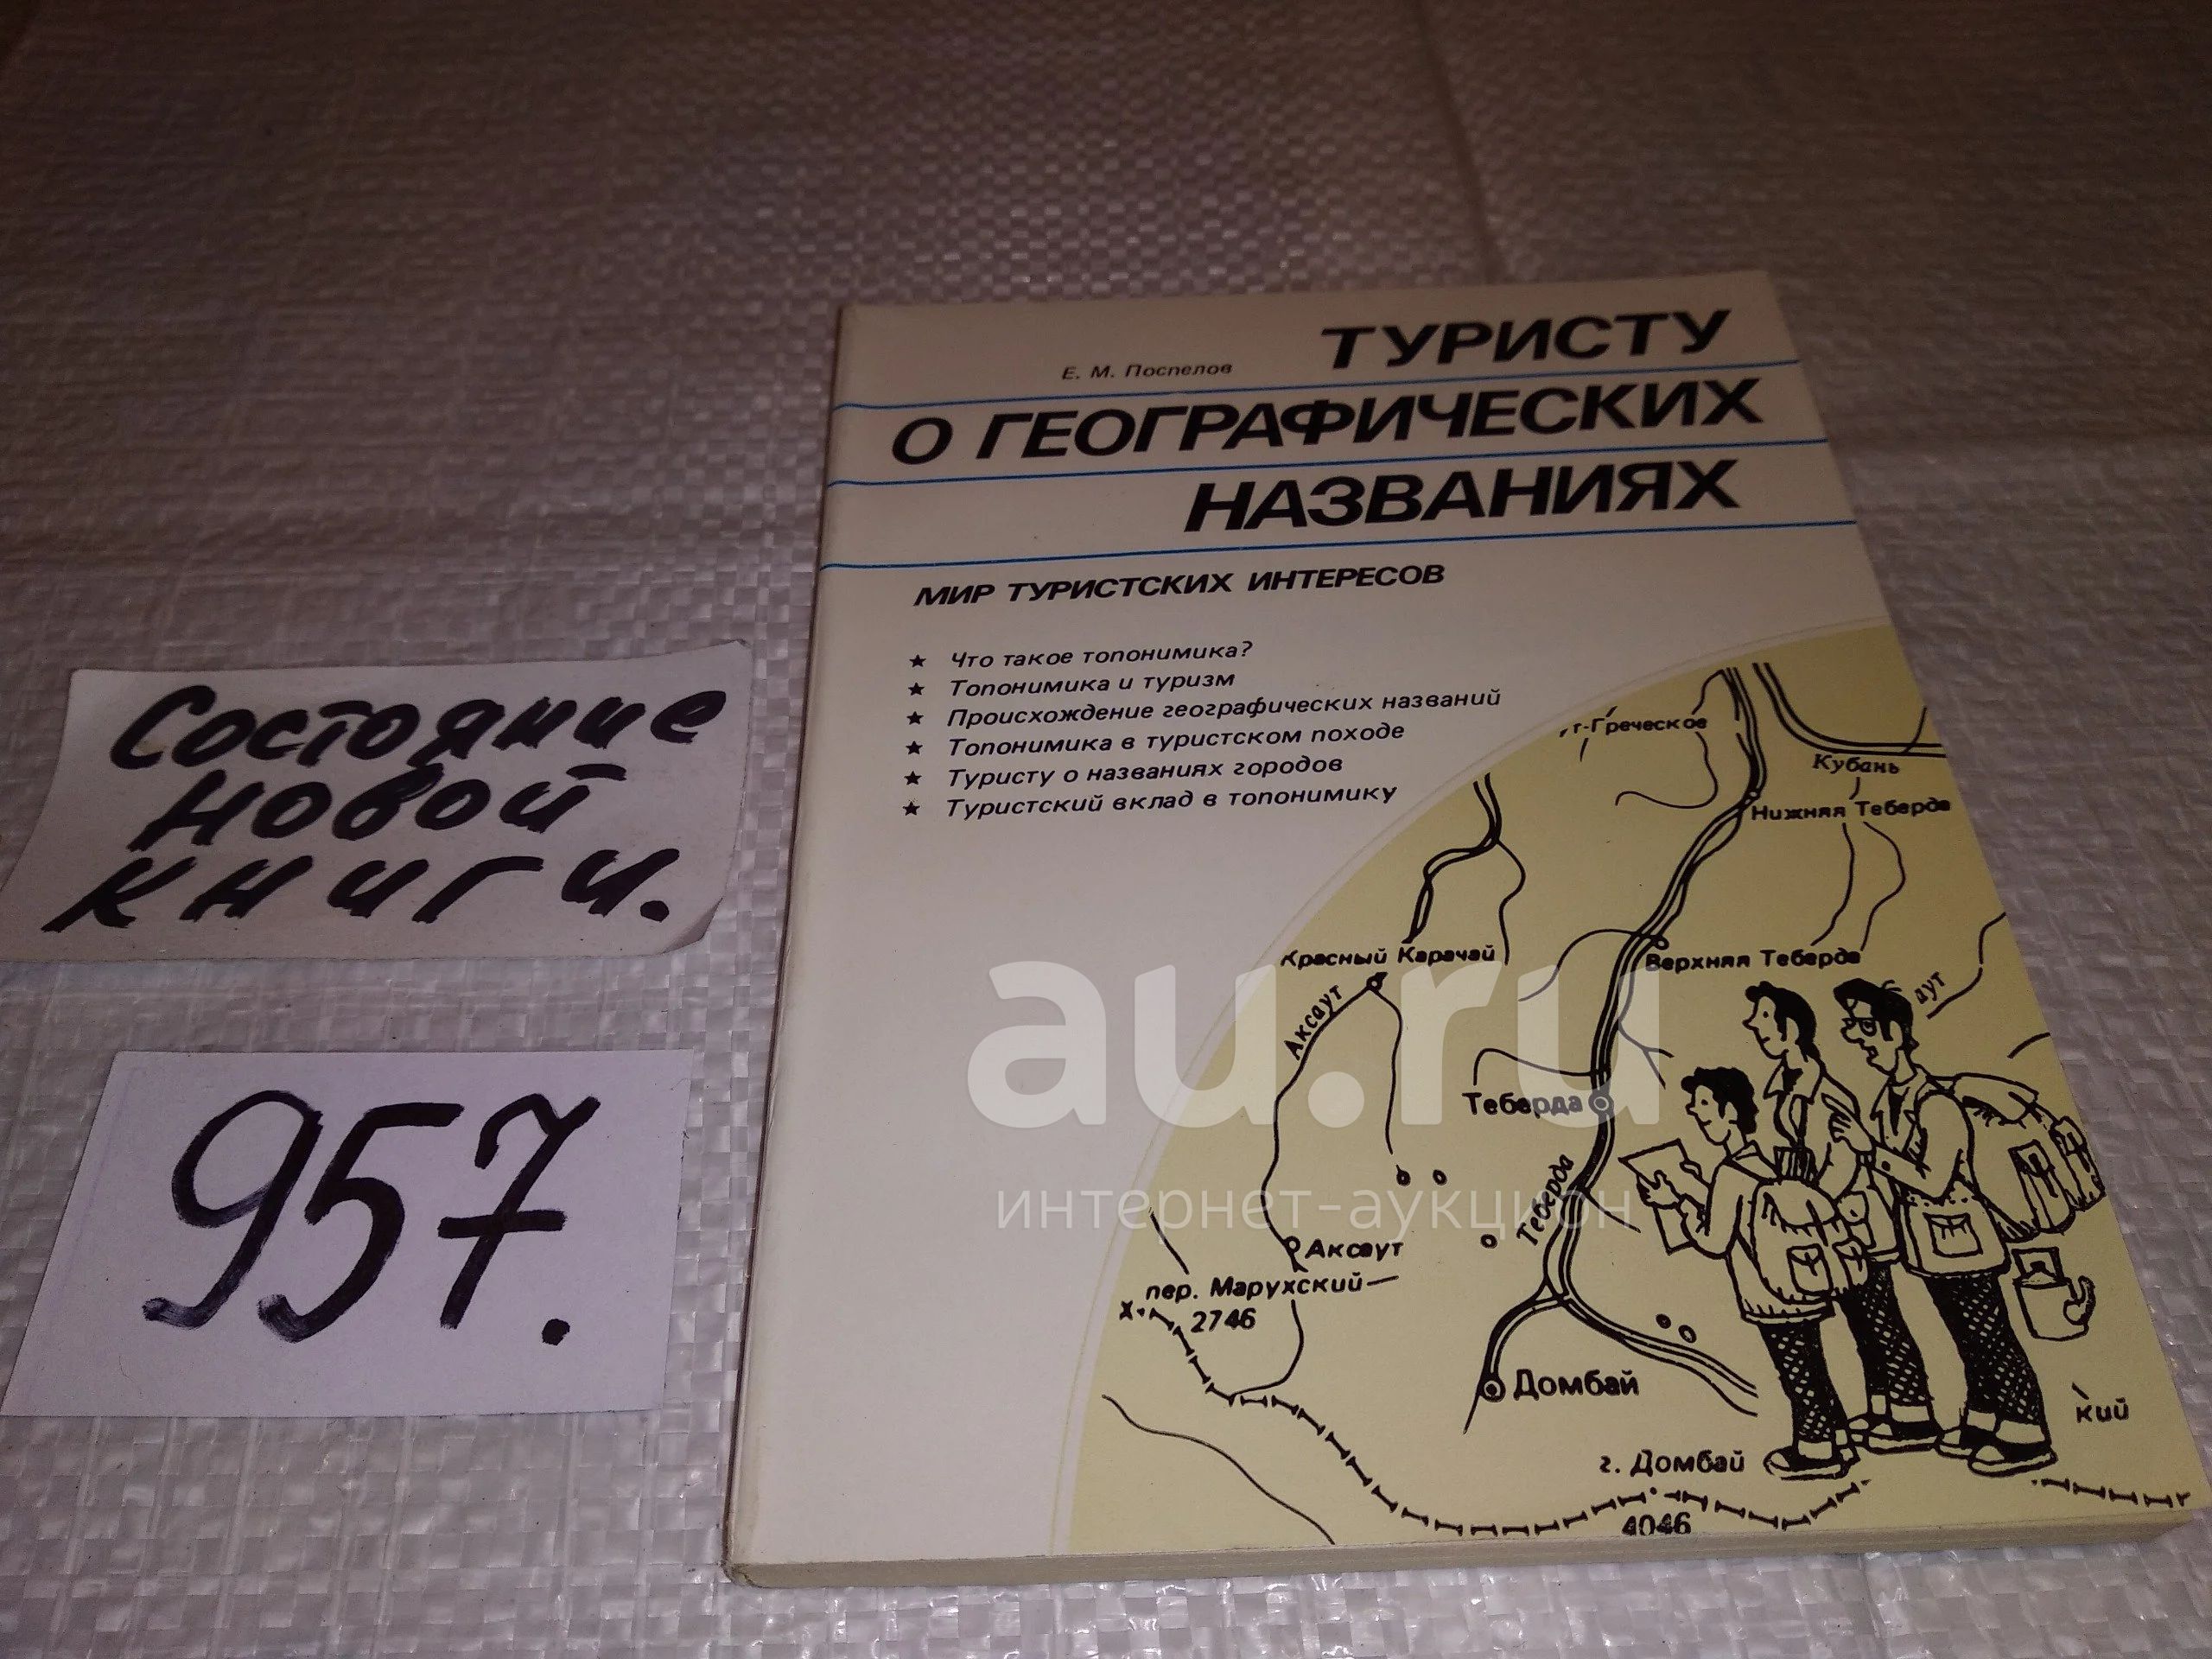 Состояние
новой
книги.
957.
Е. М. Поспелов
ТУРИСТУ
О ГЕОГРАФИЧЕСКИХ
НАЗВАНИЯХ
МИР ТУРИСТСКИХ ИНТЕРЕСОВ
★ Что такое топонимика?
★ Топонимика и туризм
★ Происхождение географических названий
★ Топонимика в туристском походе
★ Туристу о названиях городов
★ Туристский вклад в топонимику
г-Греческое
Кубань
Нижняя Теберда
Красный Карачай
Верхняя Теберда
Аксаут
аут
au.ru
Теберда
Теберда
интернет-аукцион
Аксаут
пер. Марухский
2746
Домбай
кий
г. Домбай
4046